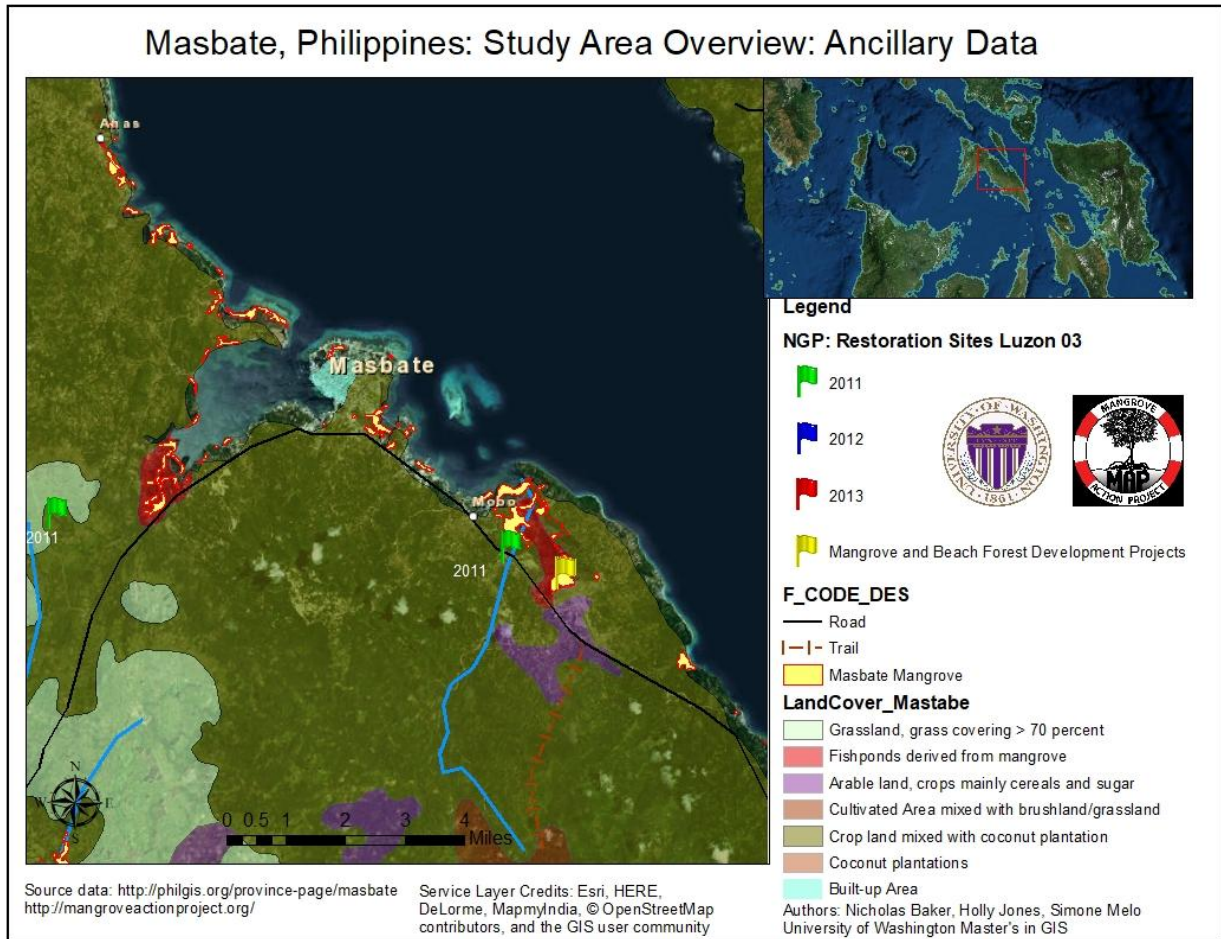 Masbate, Philippines: Study Area Overview: Ancillary Data
Masbate
Mobo
2011
2011
N
W
E
S
0 0.5 1 2 3 4
Miles
Legend
NGP: Restoration Sites Luzon 03
2011
2012
2013
Mangrove and Beach Forest Development Projects
UNIVERSITY OF WASHINGTON
1861
MANGROVE
MAP
ACTION PROJECT
F_CODE_DES
Road
Trail
Masbate Mangrove
LandCover_Mastabe
Grassland, grass covering > 70 percent
Fishponds derived from mangrove
Arable land, crops mainly cereals and sugar
Cultivated Area mixed with brushland/grassland
Crop land mixed with coconut plantation
Coconut plantations
Built-up Area
Source data: http://philgis.org/province-page/masbate
http://mangroveactionproject.org/
Service Layer Credits: Esri, HERE,
DeLorme, MapmyIndia, © OpenStreetMap
contributors, and the GIS user community
Authors: Nicholas Baker, Holly Jones, Simone Melo
University of Washington Master's in GIS